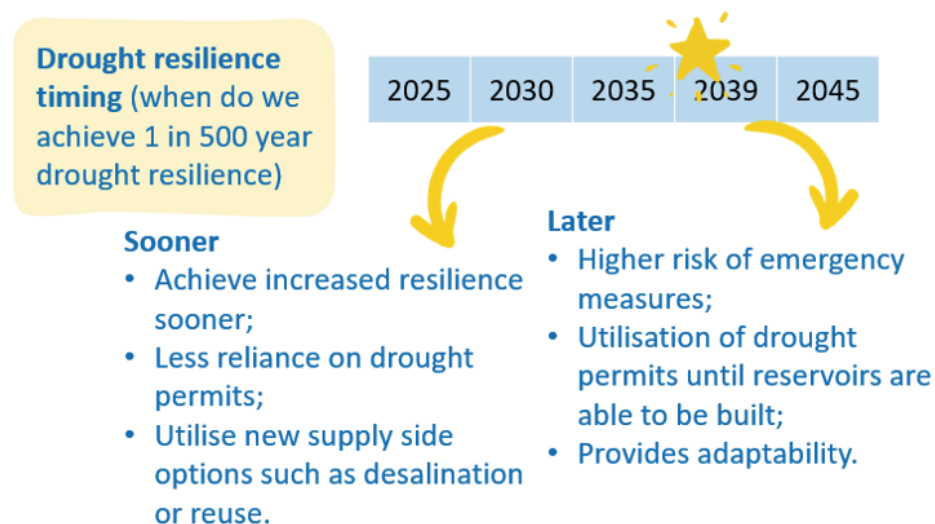 Drought resilience
timing (when do we
achieve 1 in 500 year
drought resilience)
2025 2030 2035 2039 2045
Sooner
• Achieve increased resilience
sooner;
• Less reliance on drought
permits;
• Utilise new supply side
options such as desalination
or reuse.
Later
• Higher risk of emergency
measures;
• Utilisation of drought
permits until reservoirs are
able to be built;
• Provides adaptability.